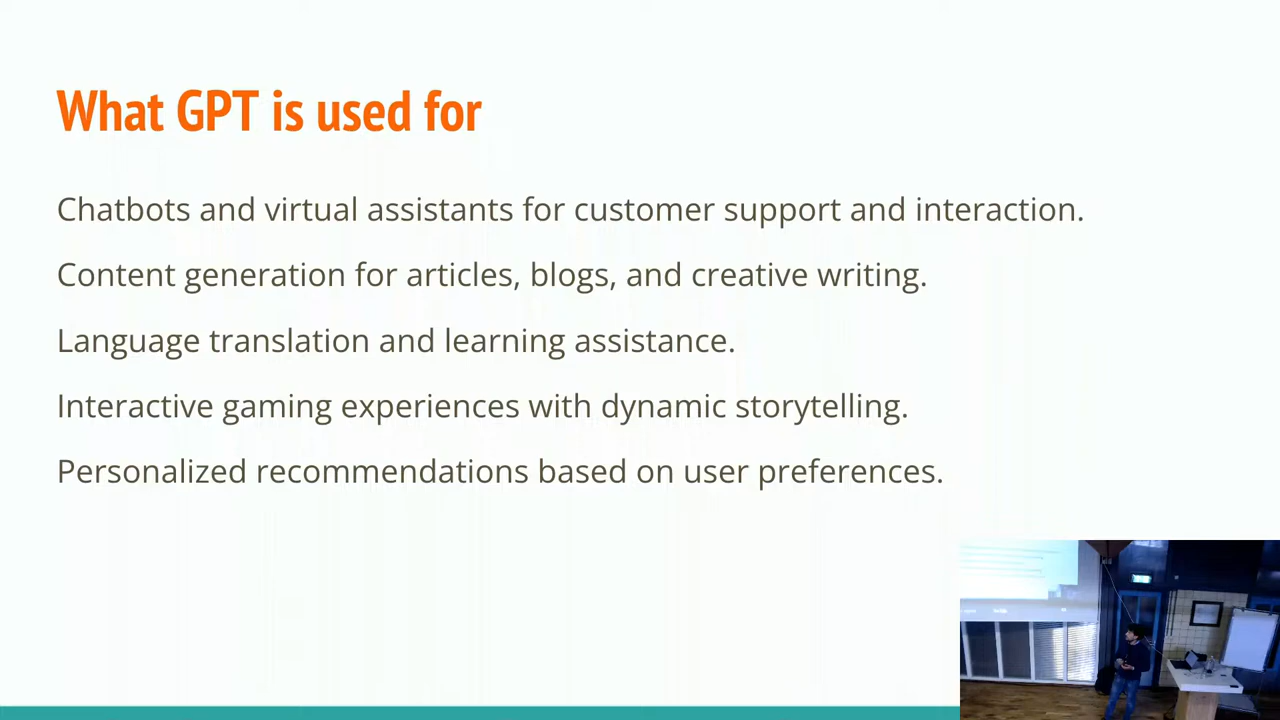 What GPT is used for
Chatbots and virtual assistants for customer support and interaction.
Content generation for articles, blogs, and creative writing.
Language translation and learning assistance.
Interactive gaming experiences with dynamic storytelling.
Personalized recommendations based on user preferences.